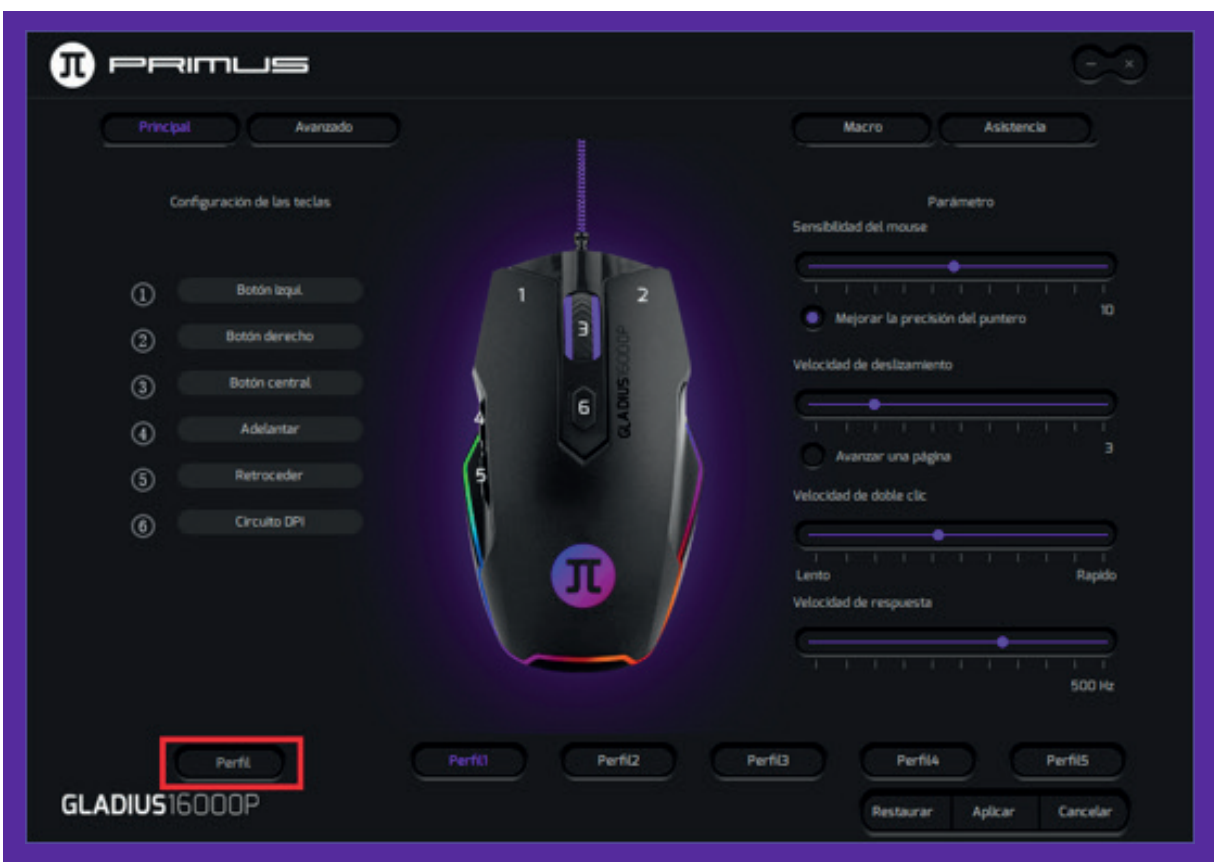 PRIMUS
Principal
Avanzado
Macro
Asistencia
Configuración de las teclas
1 Botón izqui.
2 Botón derecho
3 Botón central
4 Adelantar
5 Retroceder
6 Circuito DPI
1
2
3
6
GLADIUS16000P
4
5
Parámetro
Sensibilidad del mouse
10
Mejorar la precisión del puntero
Velocidad de deslizamiento
3
Avanzar una página
Velocidad de doble clic
Lento Rapido
Velocidad de respuesta
500 Hz
Perfil
Perfil1
Perfil2
Perfil3
Perfil4
Perfil5
GLADIUS16000P
Restaurar Aplicar Cancelar